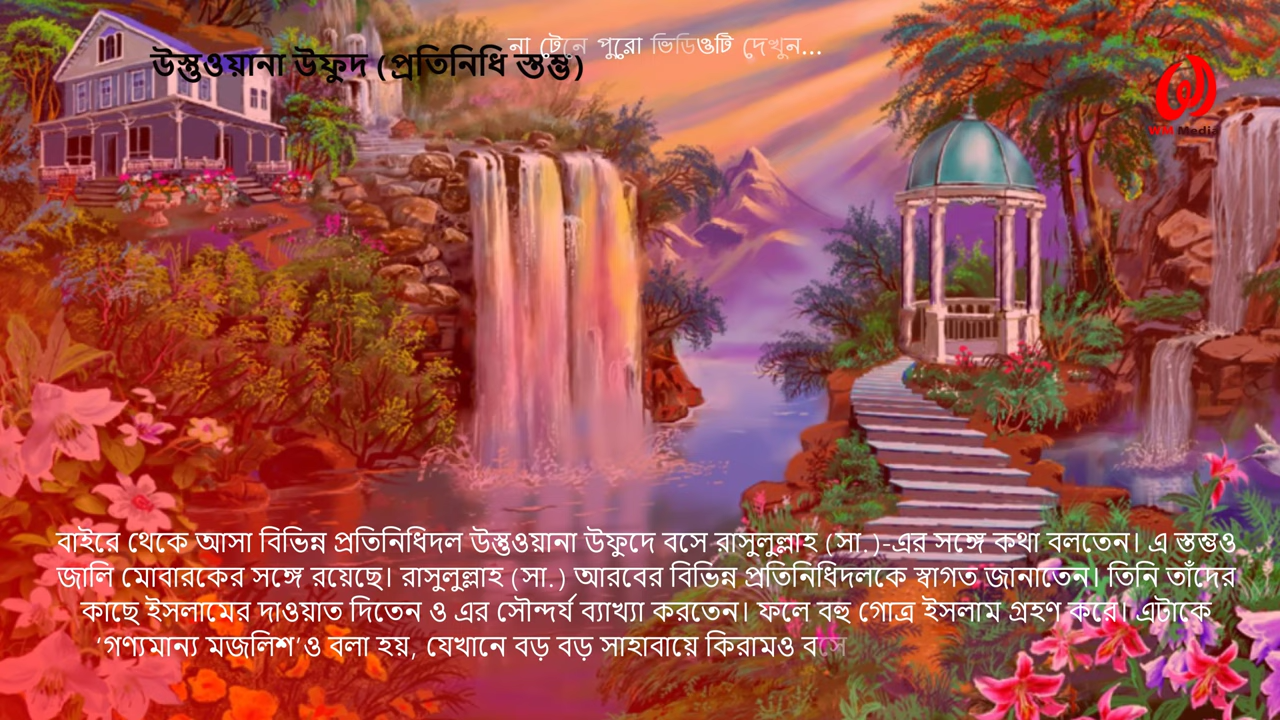 না টেনে পুরো ভিডিওটি দেখুন...
উস্তুওয়ানা উফুদ (প্রতিনিধি স্তম্ভ)
WM Media
বাইরে থেকে আসা বিভিন্ন প্রতিনিধিদল উস্তুওয়ানা উফুদে বসে রাসুলুল্লাহ (সা.)-এর সঙ্গে কথা বলতেন। এ স্তম্ভও
জালি মোবারকের সঙ্গে রয়েছে। রাসুলুল্লাহ (সা.) আরবের বিভিন্ন প্রতিনিধিদলকে স্বাগত জানাতেন। তিনি তাঁদের
কাছে ইসলামের দাওয়াত দিতেন ও এর সৌন্দর্য ব্যাখ্যা করতেন। ফলে বহু গোত্র ইসলাম গ্রহণ করে। এটাকে
‘গণ্যমান্য মজলিশ’ও বলা হয়, যেখানে বড় বড় সাহাবায়ে কিরামও বসে